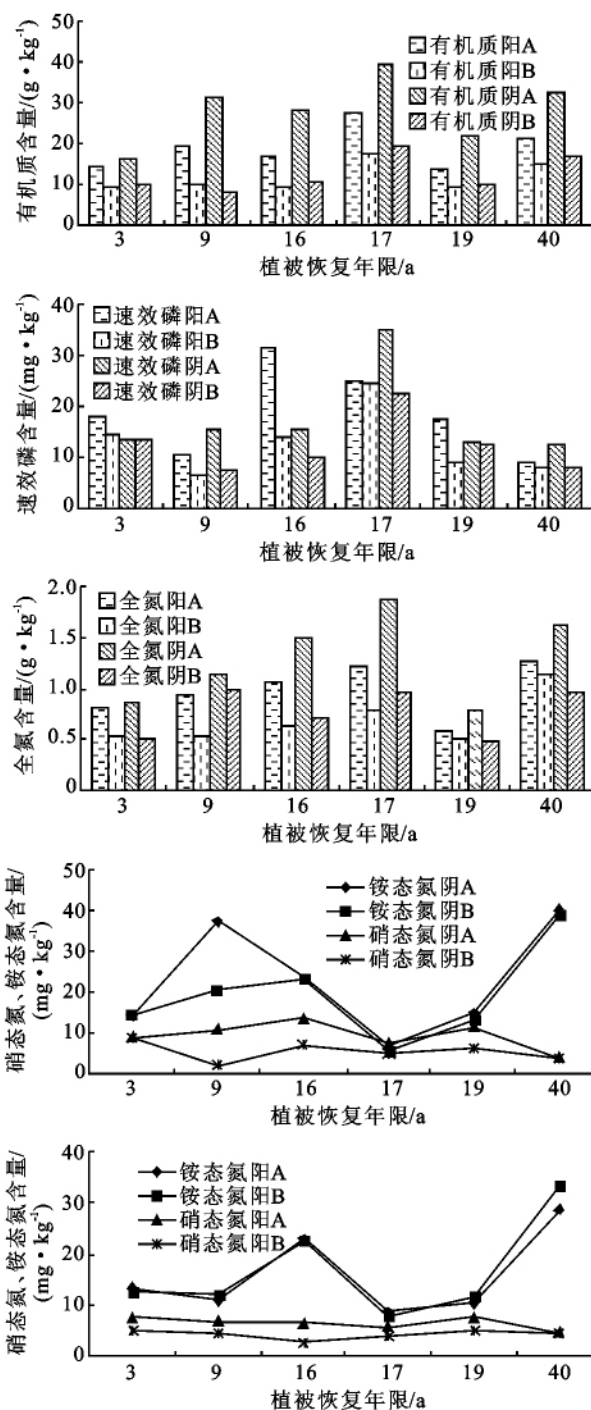 有机质含量/(g·kg⁻¹)
50
40
30
20
10
0
有机质阳A
有机质阳B
有机质阴A
有机质阴B
3 9 16 17 19 40
植被恢复年限/a
速效磷含量/(mg·kg⁻¹)
40
30
20
10
0
速效磷阳A
速效磷阳B
速效磷阴A
速效磷阴B
3 9 16 17 19 40
植被恢复年限/a
全氮含量/(g·kg⁻¹)
2.0
1.5
1.0
0.5
0
全氮阳A
全氮阳B
全氮阴A
全氮阴B
3 9 16 17 19 40
植被恢复年限/a
硝态氮、铵态氮含量/
(mg·kg⁻¹)
50
40
30
20
10
0
铵态氮阴A
铵态氮阴B
硝态氮阴A
硝态氮阴B
3 9 16 17 19 40
植被恢复年限/a
硝态氮、铵态氮含量/
(mg·kg⁻¹)
40
30
20
10
0
铵态氮阳A
铵态氮阳B
硝态氮阳A
硝态氮阳B
3 9 16 17 19 40
植被恢复年限/a